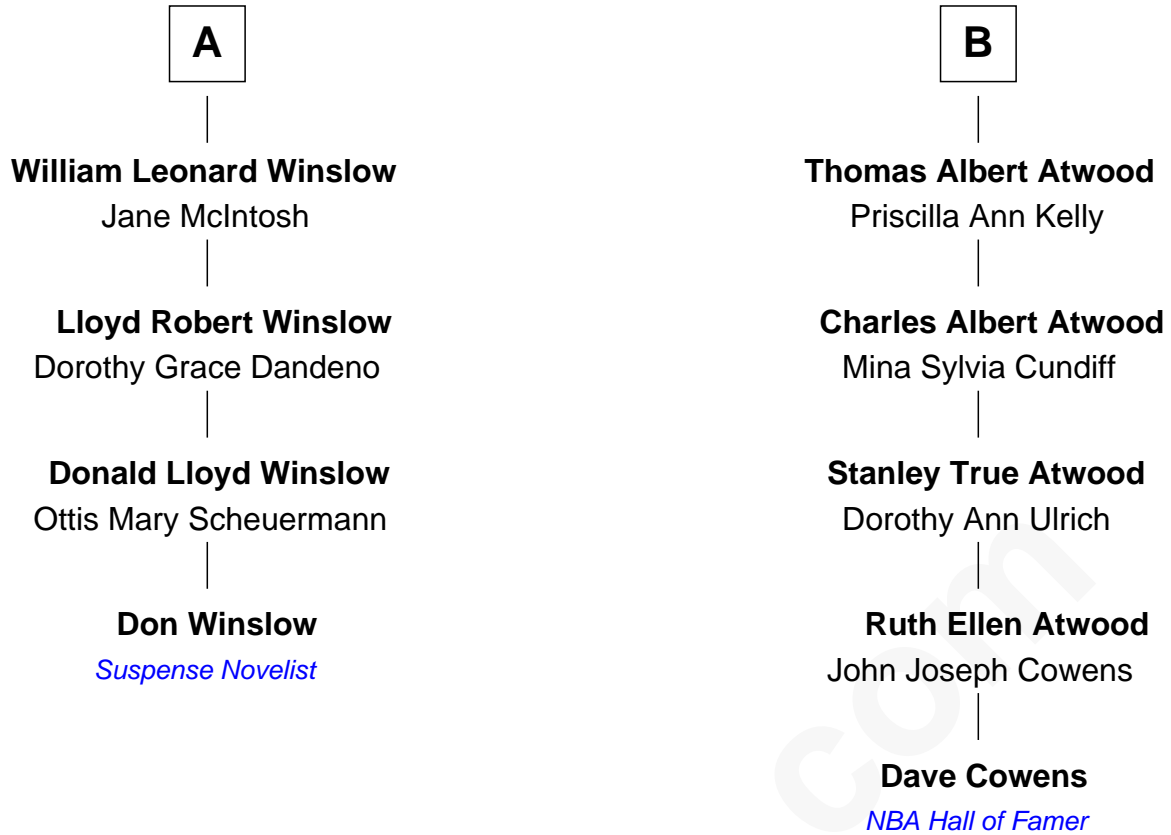 A
William Leonard Winslow
Jane McIntosh
Lloyd Robert Winslow
Dorothy Grace Dandeno
Donald Lloyd Winslow
Ottis Mary Scheuermann
Don Winslow
Suspense Novelist
B
Thomas Albert Atwood
Priscilla Ann Kelly
Charles Albert Atwood
Mina Sylvia Cundiff
Stanley True Atwood
Dorothy Ann Ulrich
Ruth Ellen Atwood
John Joseph Cowens
Dave Cowens
NBA Hall of Famer
com